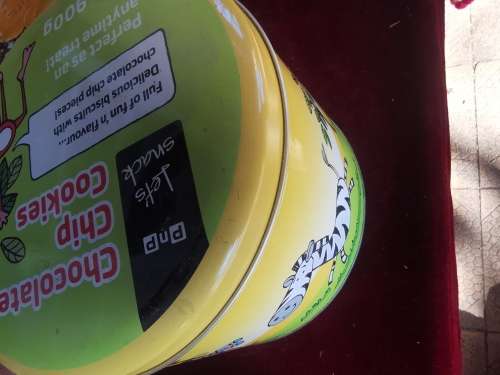 PnP
Let's
snack
Chocolate
Chip
Cookies
Full of fun 'n flavour...
Delicious biscuits with
chocolate chip pieces!
Perfect as an
anytime treat!
900g